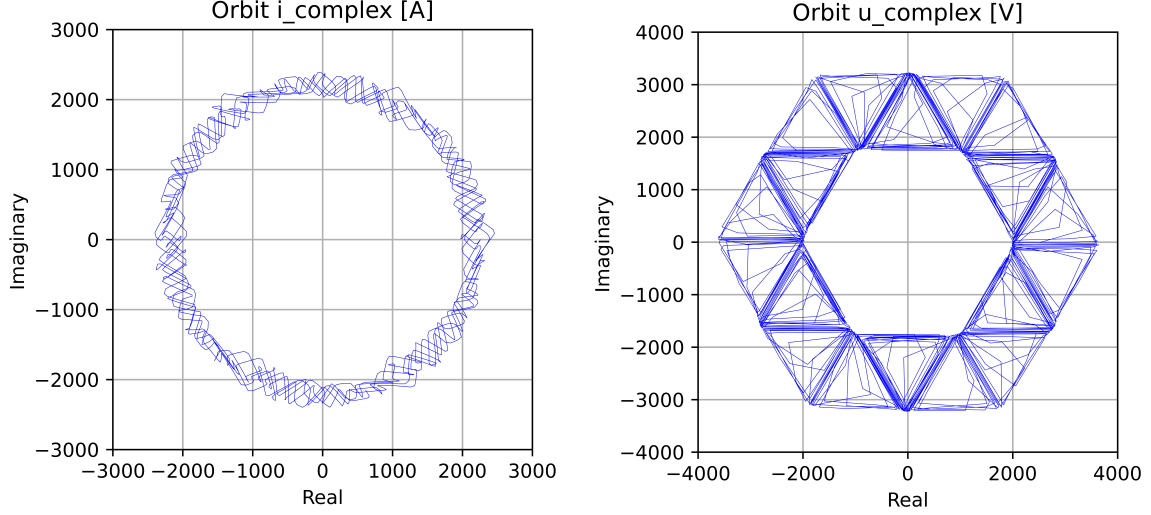 Orbit i_complex [A]
3000
2000
1000
0
−1000
−2000
−3000
−3000 −2000 −1000 0 1000 2000 3000
Real
Imaginary
Orbit u_complex [V]
4000
3000
2000
1000
0
−1000
−2000
−3000
−4000
−4000 −2000 0 2000 4000
Real
Imaginary